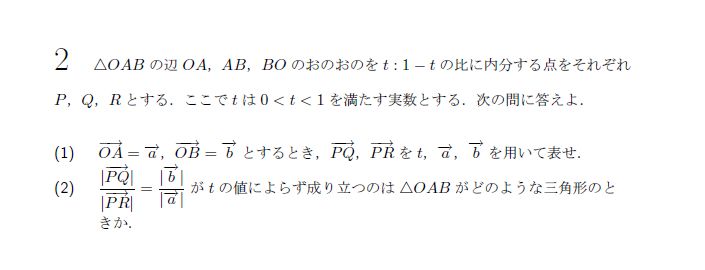 2 △OAB の辺 OA，AB，BO のおのおのを t : 1 − t の比に内分する点をそれぞれ
P，Q，R とする．ここで t は 0 < t < 1 を満たす実数とする．次の問に答えよ．
(1) $\overrightarrow{OA} = \overrightarrow{a}$，$\overrightarrow{OB} = \overrightarrow{b}$ とするとき，$\overrightarrow{PQ}$，$\overrightarrow{PR}$ を t，$\overrightarrow{a}$，$\overrightarrow{b}$ を用いて表せ．
(2) $\frac{|\overrightarrow{PQ}|}{|\overrightarrow{PR}|} = \frac{|\overrightarrow{b}|}{|\overrightarrow{a}|}$ が t の値によらず成り立つのは △OAB がどのような三角形のと
きか．